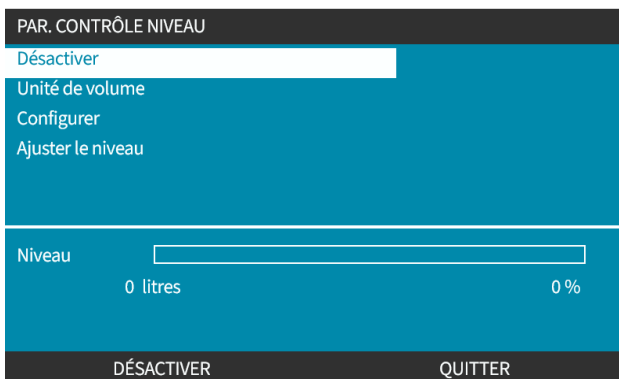 PAR. CONTRÔLE NIVEAU
Désactiver
Unité de volume
Configurer
Ajuster le niveau
Niveau
0 litres 0 %
DÉSACTIVER QUITTER